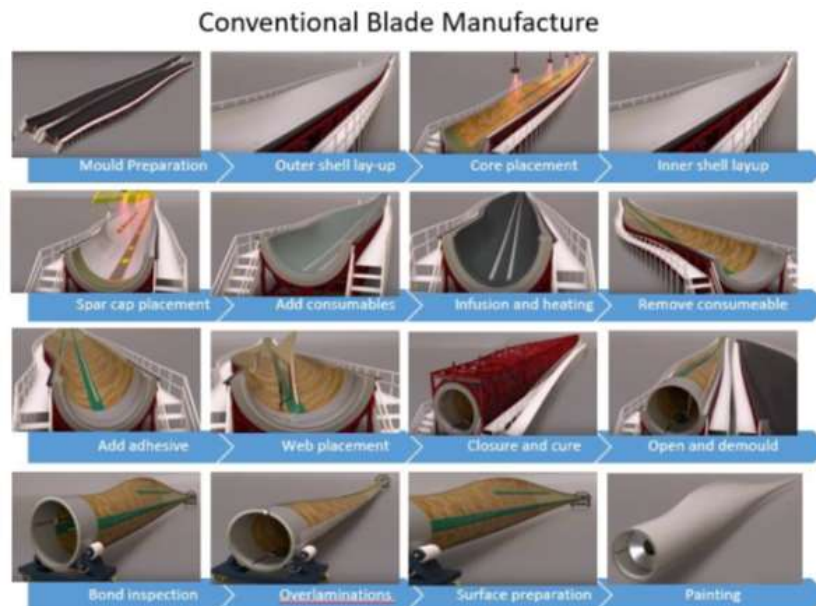 Conventional Blade Manufacture
Mould Preparation
Outer shell lay-up
Core placement
Inner shell layup
Spar cap placement
Add consumables
Infusion and heating
Remove consumeable
Add adhesive
Web placement
Closure and cure
Open and demould
Bond inspection
Overlaminations
Surface preparation
Painting